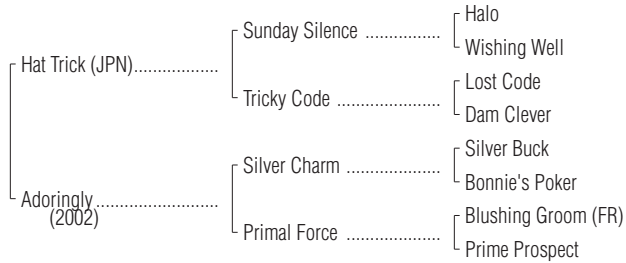 Halo
Sunday Silence ..................
Wishing Well
Hat Trick (JPN)....................
Lost Code
Tricky Code .........................
Dam Clever
Silver Buck
Silver Charm ......................
Bonnie's Poker
Adoringly.............................
(2002)
Blushing Groom (FR)
Primal Force ......................
Prime Prospect